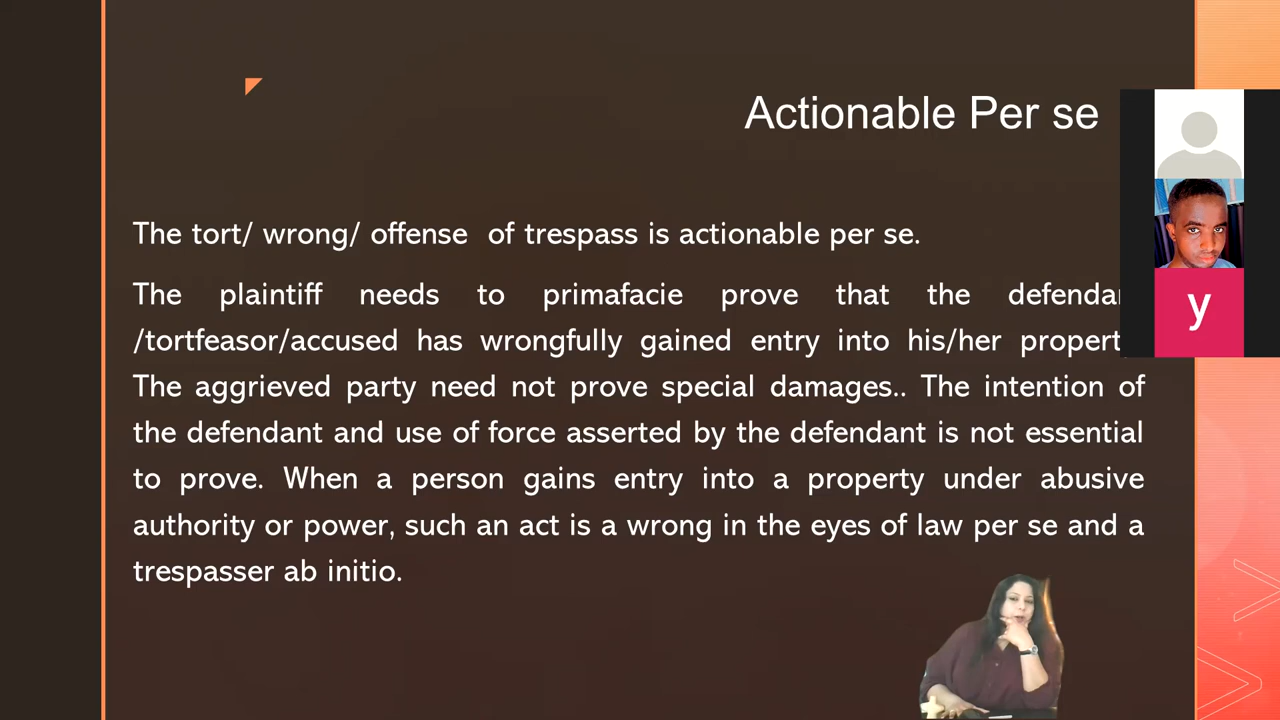 Actionable Per se
The tort/ wrong/ offense of trespass is actionable per se.
The plaintiff needs to primafacie prove that the defendan
/tortfeasor/accused has wrongfully gained entry into his/her propert
The aggrieved party need not prove special damages.. The intention of
the defendant and use of force asserted by the defendant is not essential
to prove. When a person gains entry into a property under abusive
authority or power, such an act is a wrong in the eyes of law per se and a
trespasser ab initio.
y